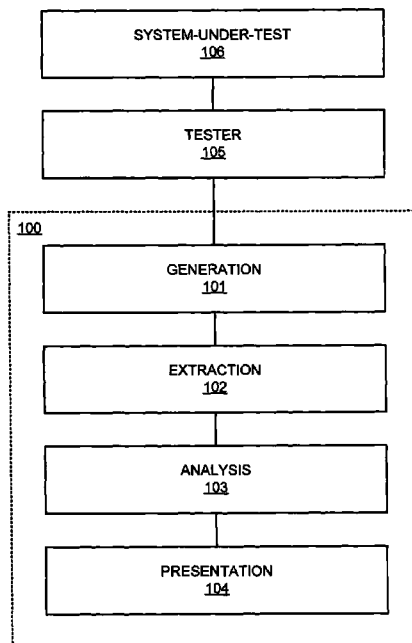 SYSTEM-UNDER-TEST
106
TESTER
105
100
GENERATION
101
EXTRACTION
102
ANALYSIS
103
PRESENTATION
104